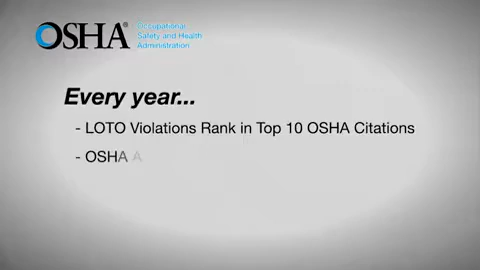 OSHA®
Occupational
Safety and Health
Administration
Every year...
- LOTO Violations Rank in Top 10 OSHA Citations
- OSHA A